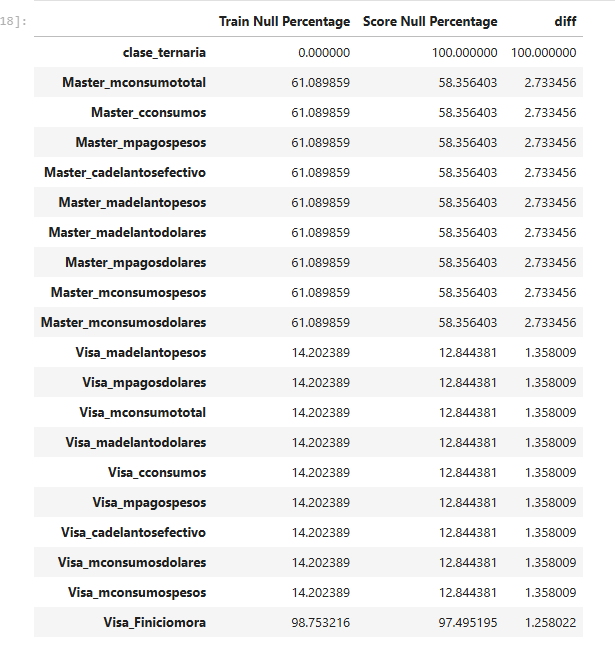 18]:
Train Null Percentage Score Null Percentage diff
clase_ternaria 0.000000 100.000000 100.000000
Master_mconsumototal 61.089859 58.356403 2.733456
Master_cconsumos 61.089859 58.356403 2.733456
Master_mpagospesos 61.089859 58.356403 2.733456
Master_cadelantosefectivo 61.089859 58.356403 2.733456
Master_madelantopesos 61.089859 58.356403 2.733456
Master_madelantodolares 61.089859 58.356403 2.733456
Master_mpagosdolares 61.089859 58.356403 2.733456
Master_mconsumospesos 61.089859 58.356403 2.733456
Master_mconsumosdolares 61.089859 58.356403 2.733456
Visa_madelantopesos 14.202389 12.844381 1.358009
Visa_mpagosdolares 14.202389 12.844381 1.358009
Visa_mconsumototal 14.202389 12.844381 1.358009
Visa_madelantodolares 14.202389 12.844381 1.358009
Visa_cconsumos 14.202389 12.844381 1.358009
Visa_mpagospesos 14.202389 12.844381 1.358009
Visa_cadelantosefectivo 14.202389 12.844381 1.358009
Visa_mconsumosdolares 14.202389 12.844381 1.358009
Visa_mconsumospesos 14.202389 12.844381 1.358009
Visa_Finiciomora 98.753216 97.495195 1.258022